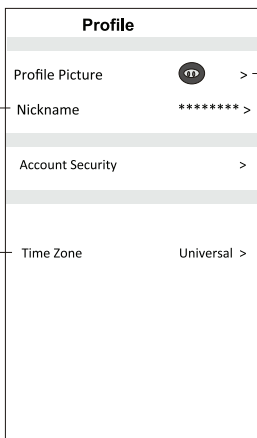 Profile
Profile Picture >
Nickname ******** >
Account Security >
Time Zone Universal >